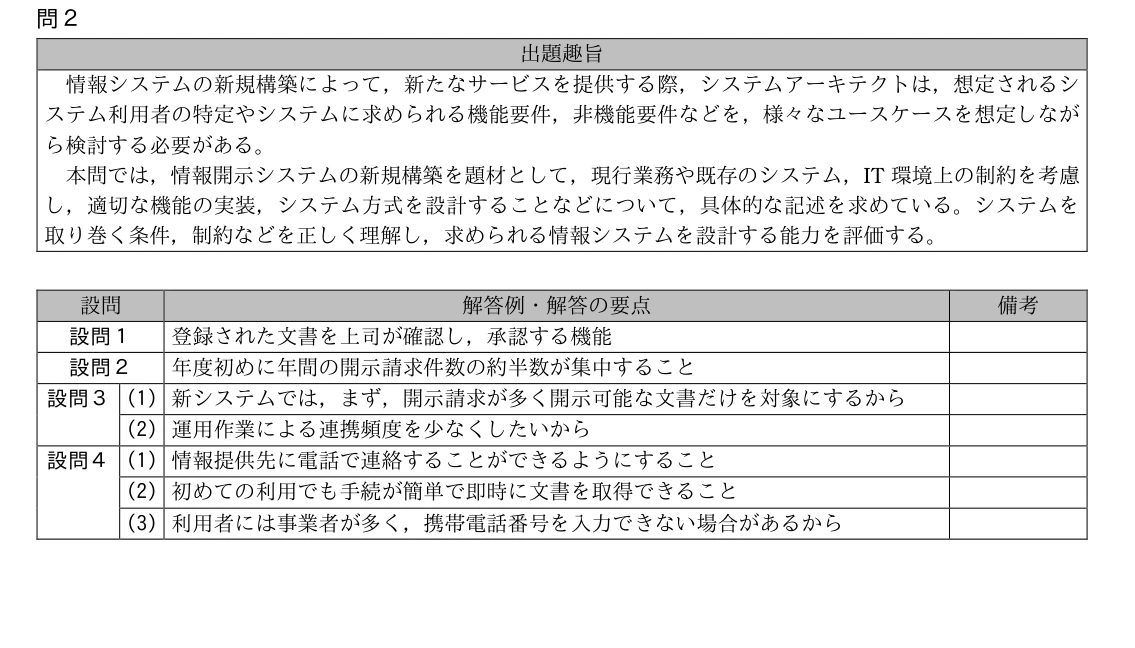 問2
出題趣旨
情報システムの新規構築によって，新たなサービスを提供する際，システムアーキテクトは，想定されるシ
ステム利用者の特定やシステムに求められる機能要件，非機能要件などを，様々なユースケースを想定しなが
ら検討する必要がある。
本問では，情報開示システムの新規構築を題材として，現行業務や既存のシステム，IT 環境上の制約を考慮
し，適切な機能の実装，システム方式を設計することなどについて，具体的な記述を求めている。システムを
取り巻く条件，制約などを正しく理解し，求められる情報システムを設計する能力を評価する。
設問 解答例・解答の要点 備考
設問1 登録された文書を上司が確認し，承認する機能
設問2 年度初めに年間の開示請求件数の約半数が集中すること
設問3 (1) 新システムでは，まず，開示請求が多く開示可能な文書だけを対象にするから
(2) 運用作業による連携頻度を少なくしたいから
設問4 (1) 情報提供先に電話で連絡することができるようにすること
(2) 初めての利用でも手続が簡単で即時に文書を取得できること
(3) 利用者には事業者が多く，携帯電話番号を入力できない場合があるから